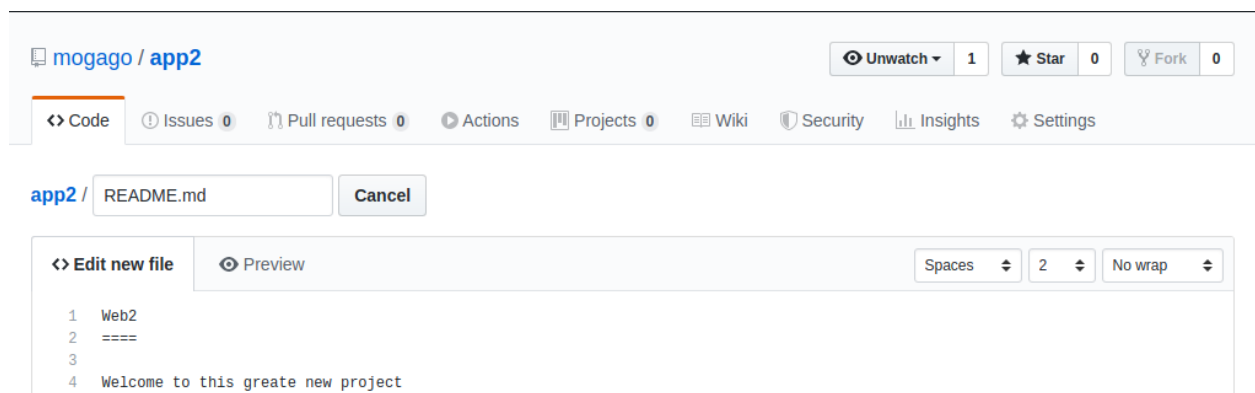 mogago / app2
Unwatch 1 Star 0 Fork 0
Code Issues 0 Pull requests 0 Actions Projects 0 Wiki Security Insights Settings
app2 / README.md Cancel
Edit new file Preview Spaces 2 No wrap
1 Web2
2 ====
3
4 Welcome to this greate new project